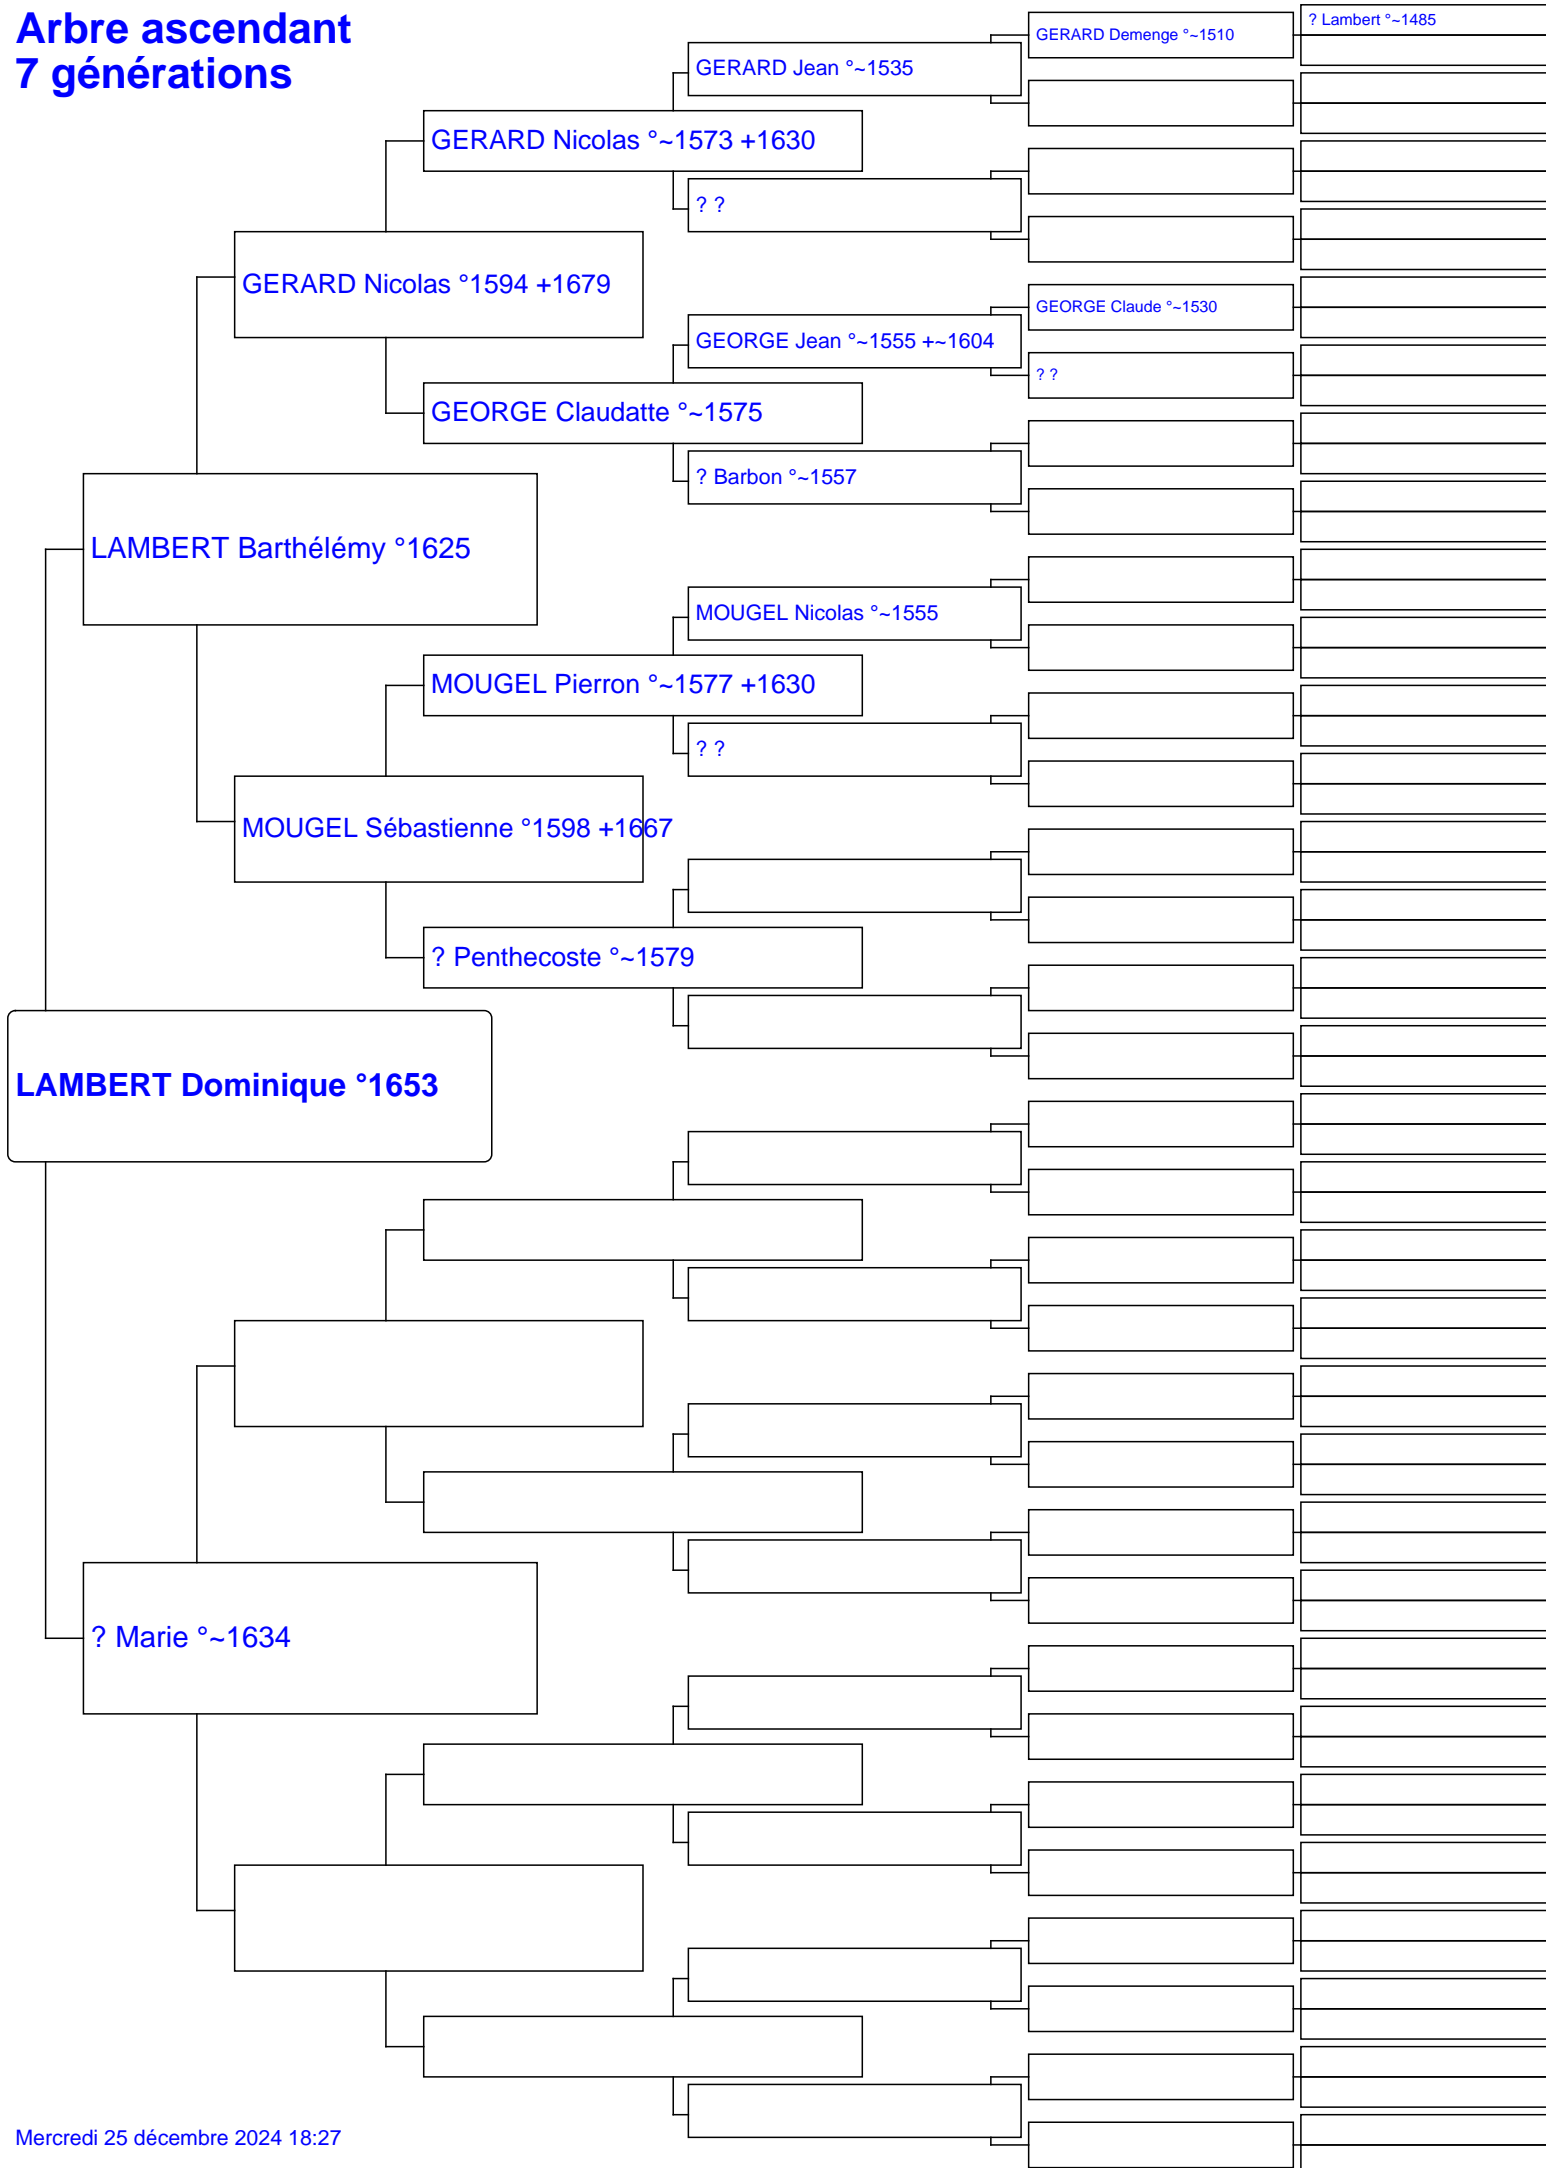 Arbre ascendant
7 générations
? Lambert °~1485
GERARD Demenge °~1510
GERARD Jean °~1535
GERARD Nicolas °~1573 +1630
? ?
GERARD Nicolas °1594 +1679
GEORGE Claude °~1530
GEORGE Jean °~1555 +~1604
? ?
GEORGE Claudatte °~1575
? Barbon °~1557
LAMBERT Barthélémy °1625
MOUGEL Nicolas °~1555
MOUGEL Pierron °~1577 +1630
? ?
MOUGEL Sébastienne °1598 +1667
? Penthecoste °~1579
LAMBERT Dominique °1653
? Marie °~1634
Mercredi 25 décembre 2024 18:27